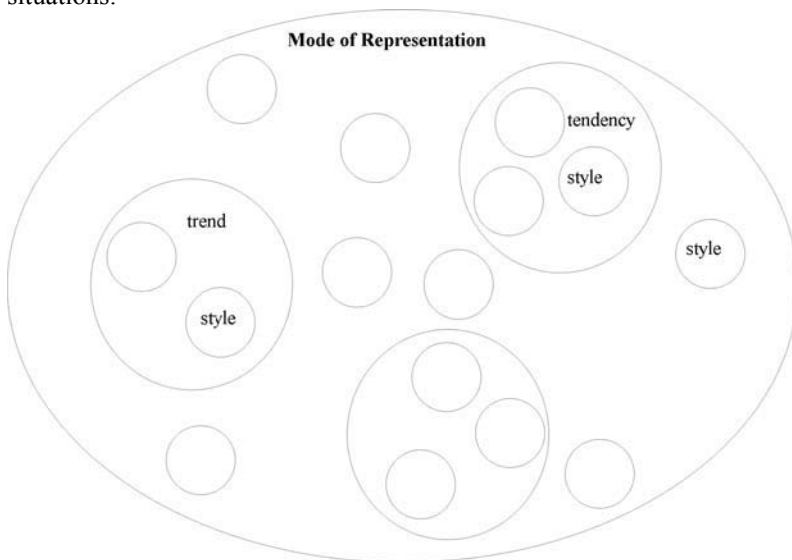 situations.
Mode of Representation
tendency
style
trend
style
style